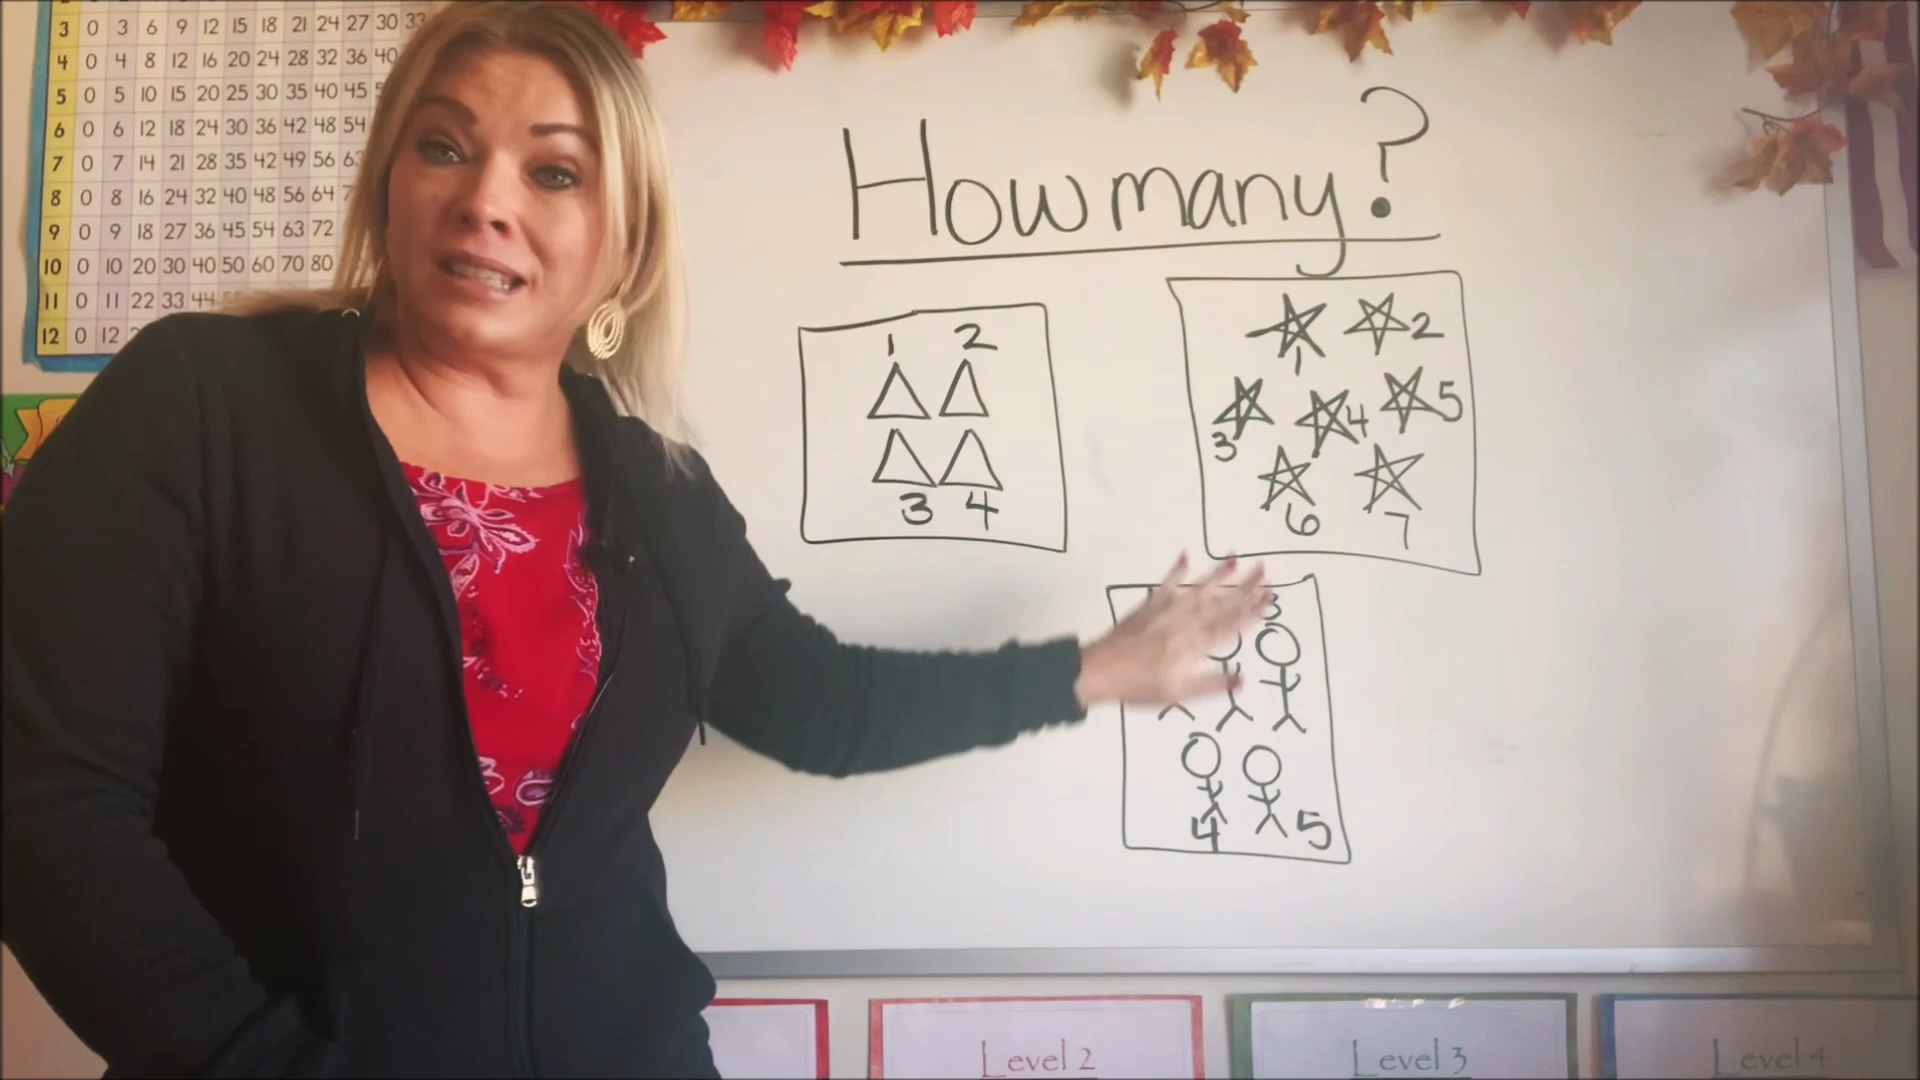 3 0 3 6 9 12 15 18 21 24 27 30 33
4 0 4 8 12 16 20 24 28 32 36 40
5 0 5 10 15 20 25 30 35 40 45
6 0 6 12 18 24 30 36 42 48 54
7 0 7 14 21 28 35 42 49 56 63
8 0 8 16 24 32 40 48 56 64
9 0 9 18 27 36 45 54 63 72
10 0 10 20 30 40 50 60 70 80
11 0 11 22 33 44
12 0 12
How many?
1 2
3 4
1 2
3 4 5
6 7
3
4 5
Level 2
Level 3
Level 4